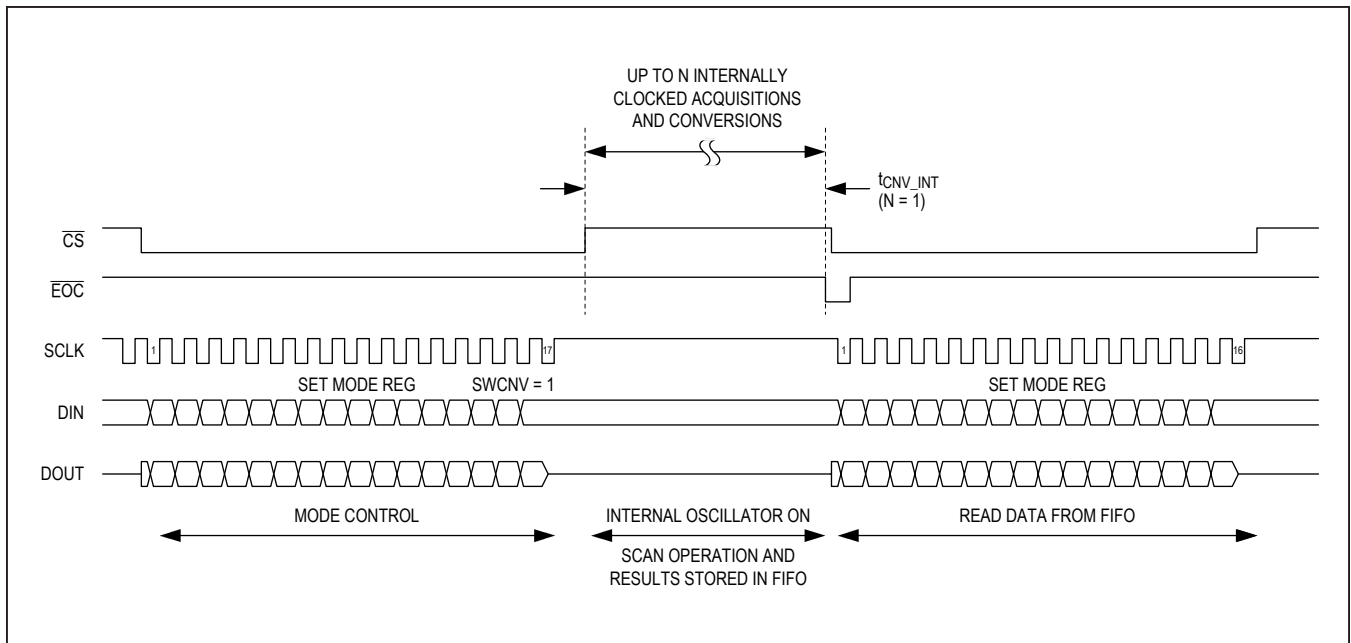 UP TO N INTERNALLY
CLOCKED ACQUISITIONS
AND CONVERSIONS
tCNV_INT
(N = 1)
CS
EOC
SCLK
1
17
1
16
SET MODE REG
SWCNV = 1
SET MODE REG
DIN
DOUT
MODE CONTROL
INTERNAL OSCILLATOR ON
READ DATA FROM FIFO
SCAN OPERATION AND
RESULTS STORED IN FIFO